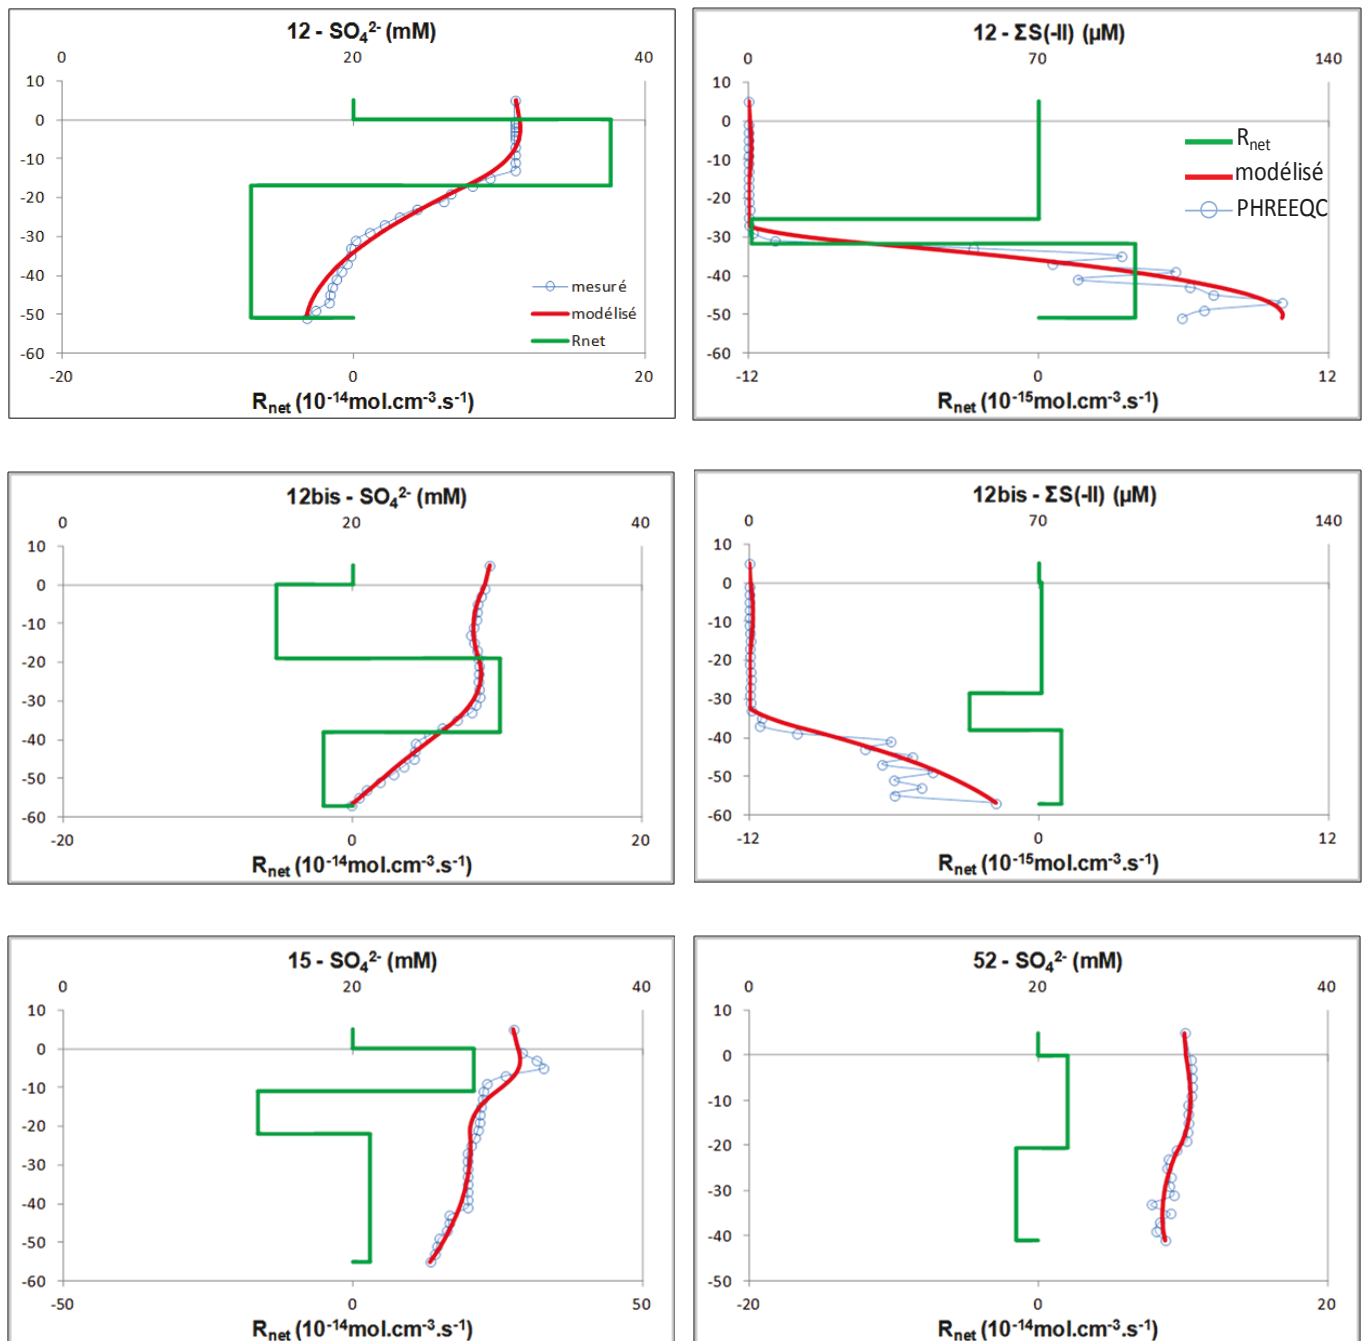 12 - SO₄²⁻ (mM)
0 20 40
10
0
-10
-20
-30
-40
-50
-60
mesuré
modélisé
Rnet
-20 0 20
Rnet (10⁻¹⁴mol.cm⁻³.s⁻¹)
12 - ΣS(-II) (µM)
0 70 140
10
0
-10
-20
-30
-40
-50
-60
Rnet
modélisé
PHREEQC
-12 0 12
Rnet (10⁻¹⁵mol.cm⁻³.s⁻¹)
12bis - SO₄²⁻ (mM)
0 20 40
10
0
-10
-20
-30
-40
-50
-60
-20 0 20
Rnet (10⁻¹⁴mol.cm⁻³.s⁻¹)
12bis - ΣS(-II) (µM)
0 70 140
10
0
-10
-20
-30
-40
-50
-60
-12 0 12
Rnet (10⁻¹⁵mol.cm⁻³.s⁻¹)
15 - SO₄²⁻ (mM)
0 20 40
10
0
-10
-20
-30
-40
-50
-60
-50 0 50
Rnet (10⁻¹⁴mol.cm⁻³.s⁻¹)
52 - SO₄²⁻ (mM)
0 20 40
10
0
-10
-20
-30
-40
-50
-20 0 20
Rnet (10⁻¹⁴mol.cm⁻³.s⁻¹)